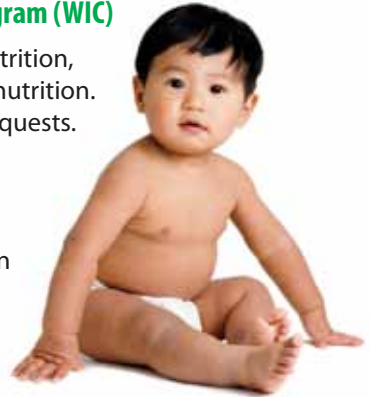 gram (WIC)
trition,
nutrition.
quests.
n